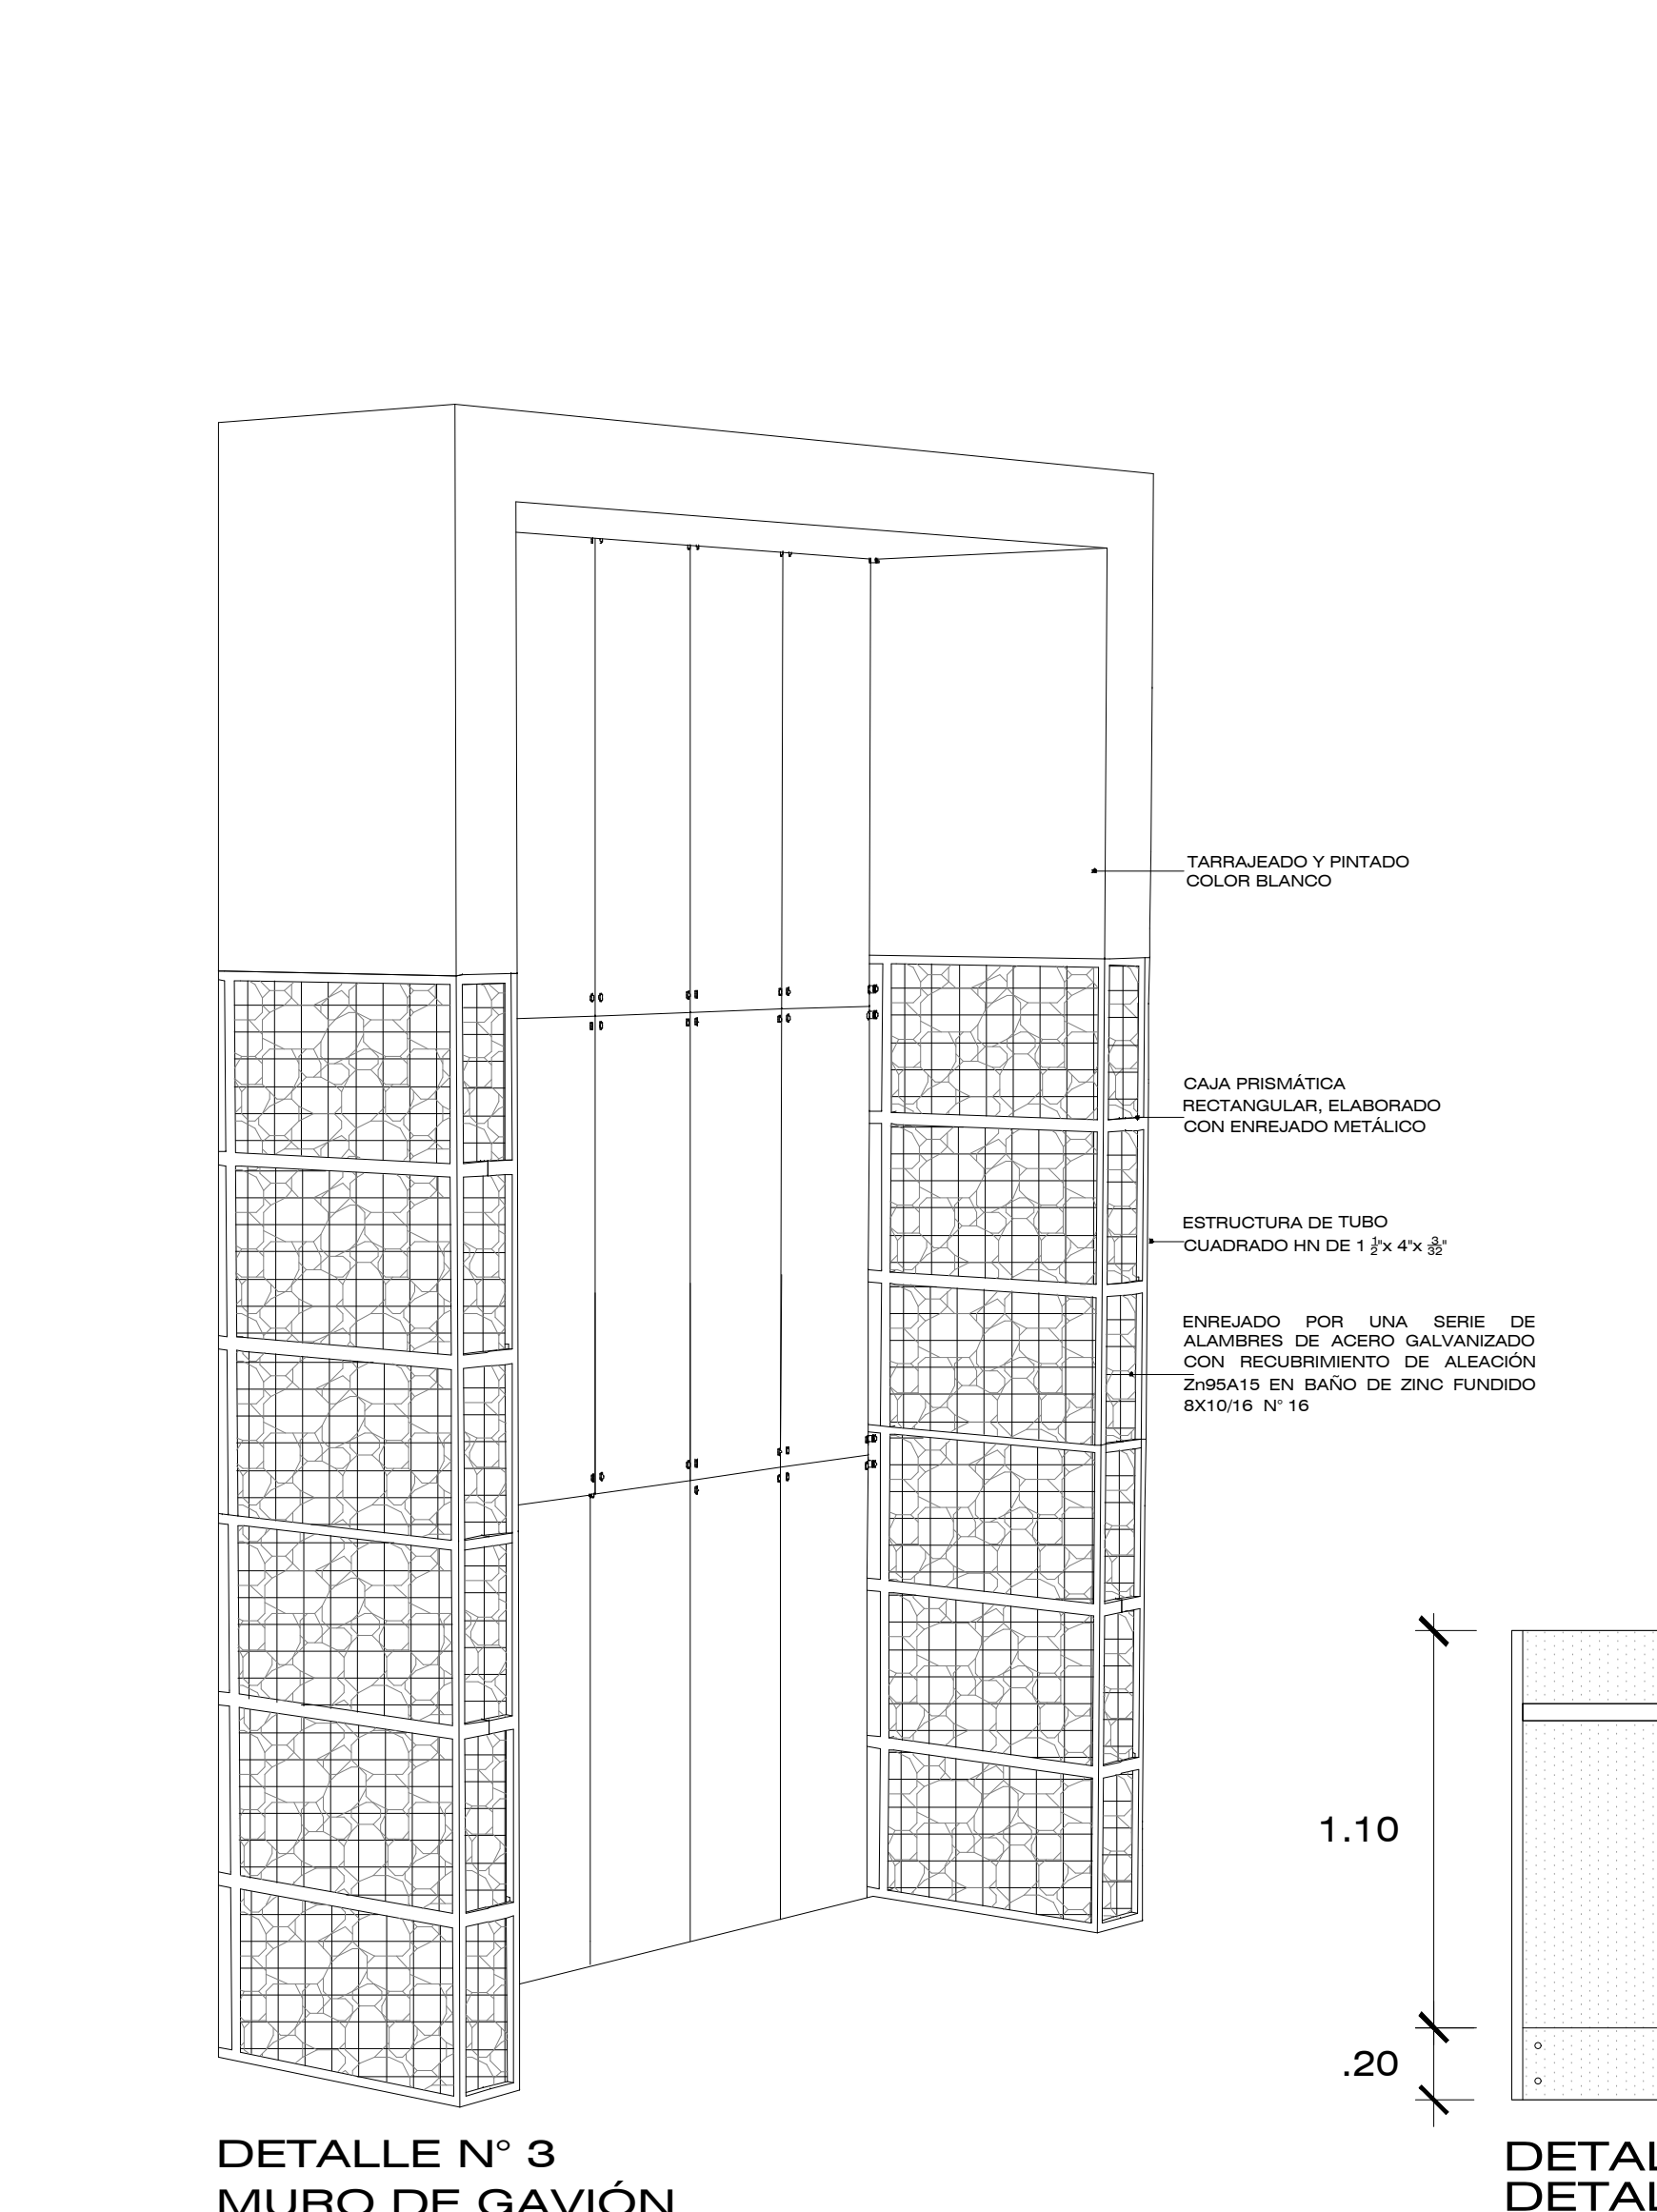 TARRAJEADO Y PINTADO
COLOR BLANCO
CAJA PRISMÁTICA
RECTANGULAR, ELABORADO
CON ENREJADO METÁLICO
ESTRUCTURA DE TUBO
CUADRADO HN DE 1 1/2"x 4"x 3/32"
ENREJADO POR UNA SERIE DE
ALAMBRES DE ACERO GALVANIZADO
CON RECUBRIMIENTO DE ALEACIÓN
Zn95A15 EN BAÑO DE ZINC FUNDIDO
8X10/16 N° 16
1.10
.20
DETALLE N° 3
MURO DE GAVIÓN
DETAL
DETAL